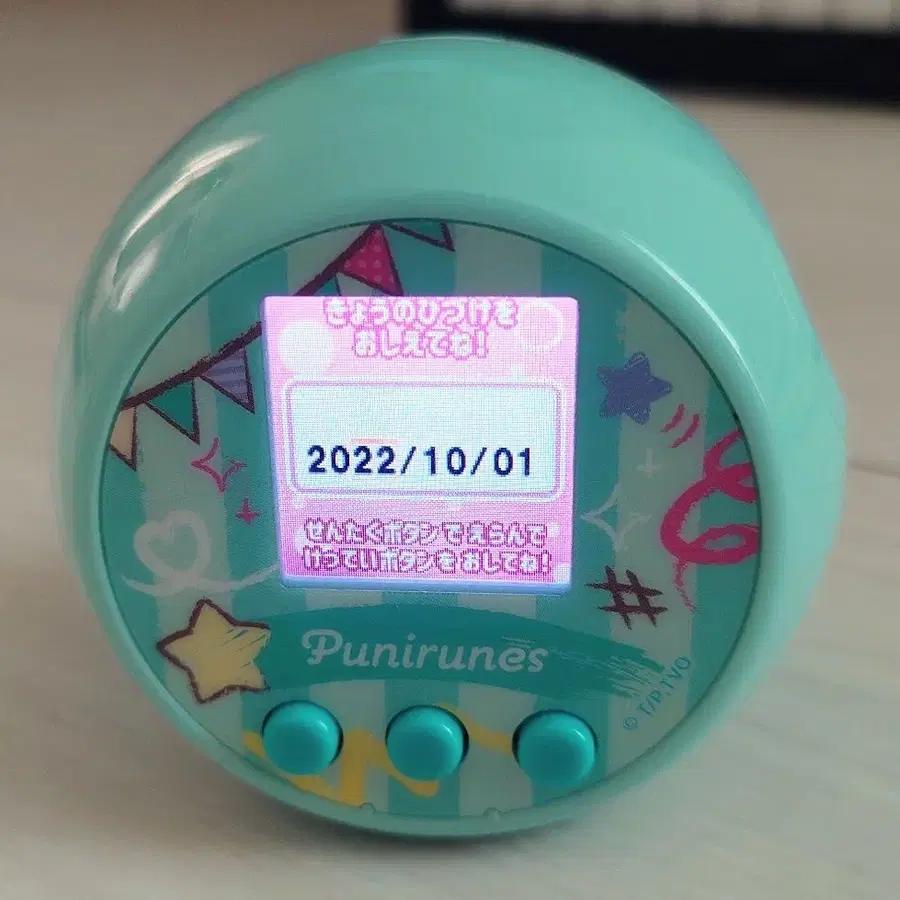 きょうのひづけを
おしえてね!
2022/10/01
せんたくボタンで えらんで
けっていボタンを おしてね!
Punirunes
© T/P,TVO